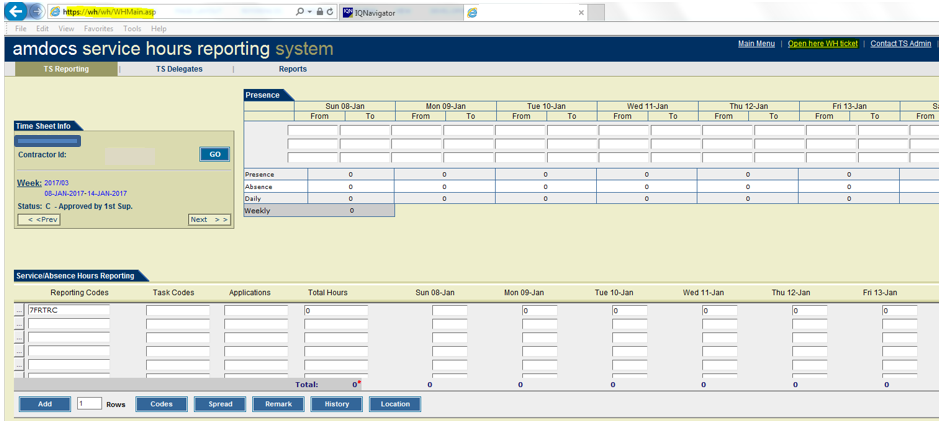 https://wh/wh/WHMain.asp IQNavigator
File Edit View Favorites Tools Help
amdocs service hours reporting system
Main Menu | Open here WH ticket | Contact TS Admin |
TS Reporting | TS Delegates | Reports
Presence
Sun 08-Jan Mon 09-Jan Tue 10-Jan Wed 11-Jan Thu 12-Jan Fri 13-Jan
From To From To From To From To From To From To From
Time Sheet Info
Contractor Id: GO
Week: 2017/03
08-JAN-2017-14-JAN-2017
Status: C - Approved by 1st Sup.
< <Prev Next > >
Presence 0 0 0 0 0 0
Absence 0 0 0 0 0 0
Daily 0 0 0 0 0 0
Weekly 0
Service/Absence Hours Reporting
Reporting Codes Task Codes Applications Total Hours Sun 08-Jan Mon 09-Jan Tue 10-Jan Wed 11-Jan Thu 12-Jan Fri 13-Jan
... 7FRTRC 0 0 0 0 0 0
...
...
...
...
Total: 0* 0 0 0 0 0 0
Add 1 Rows Codes Spread Remark History Location